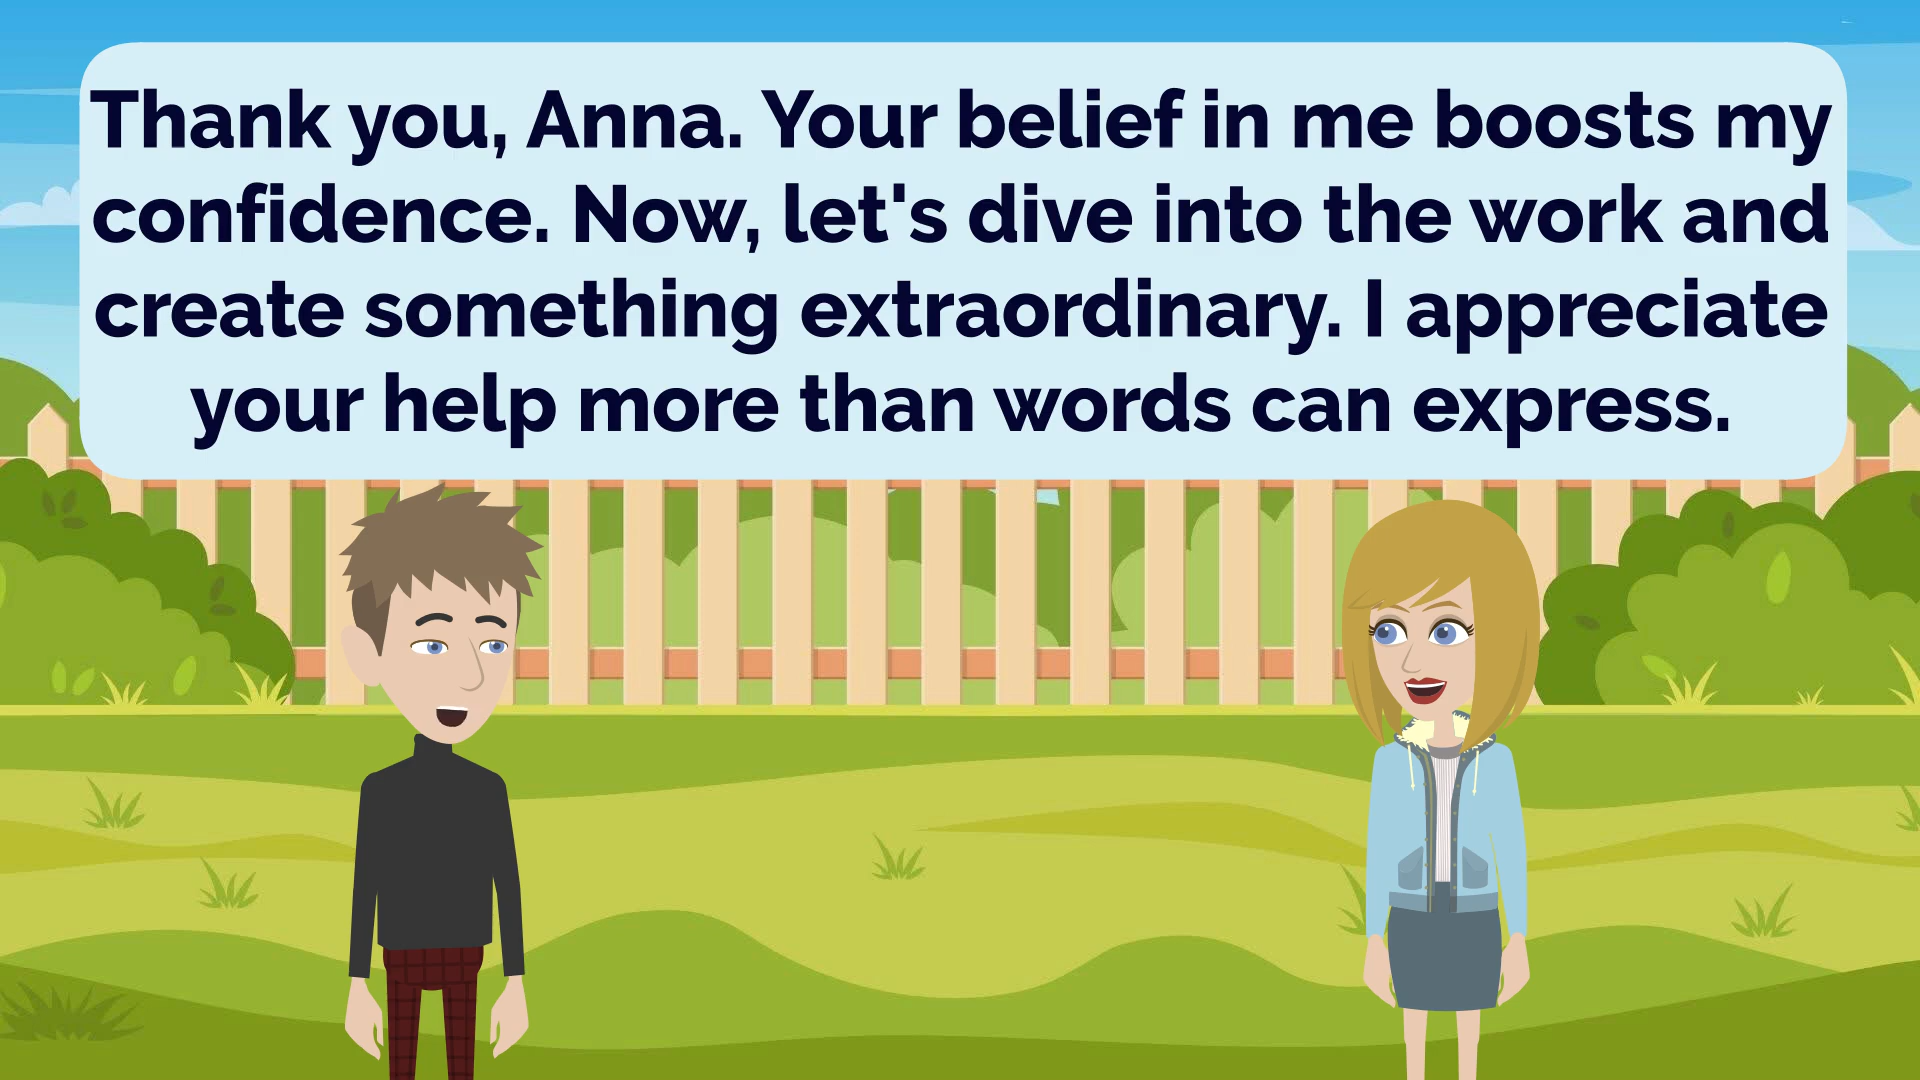 Thank you, Anna. Your belief in me boosts my
confidence. Now, let's dive into the work and
create something extraordinary. I appreciate
your help more than words can express.